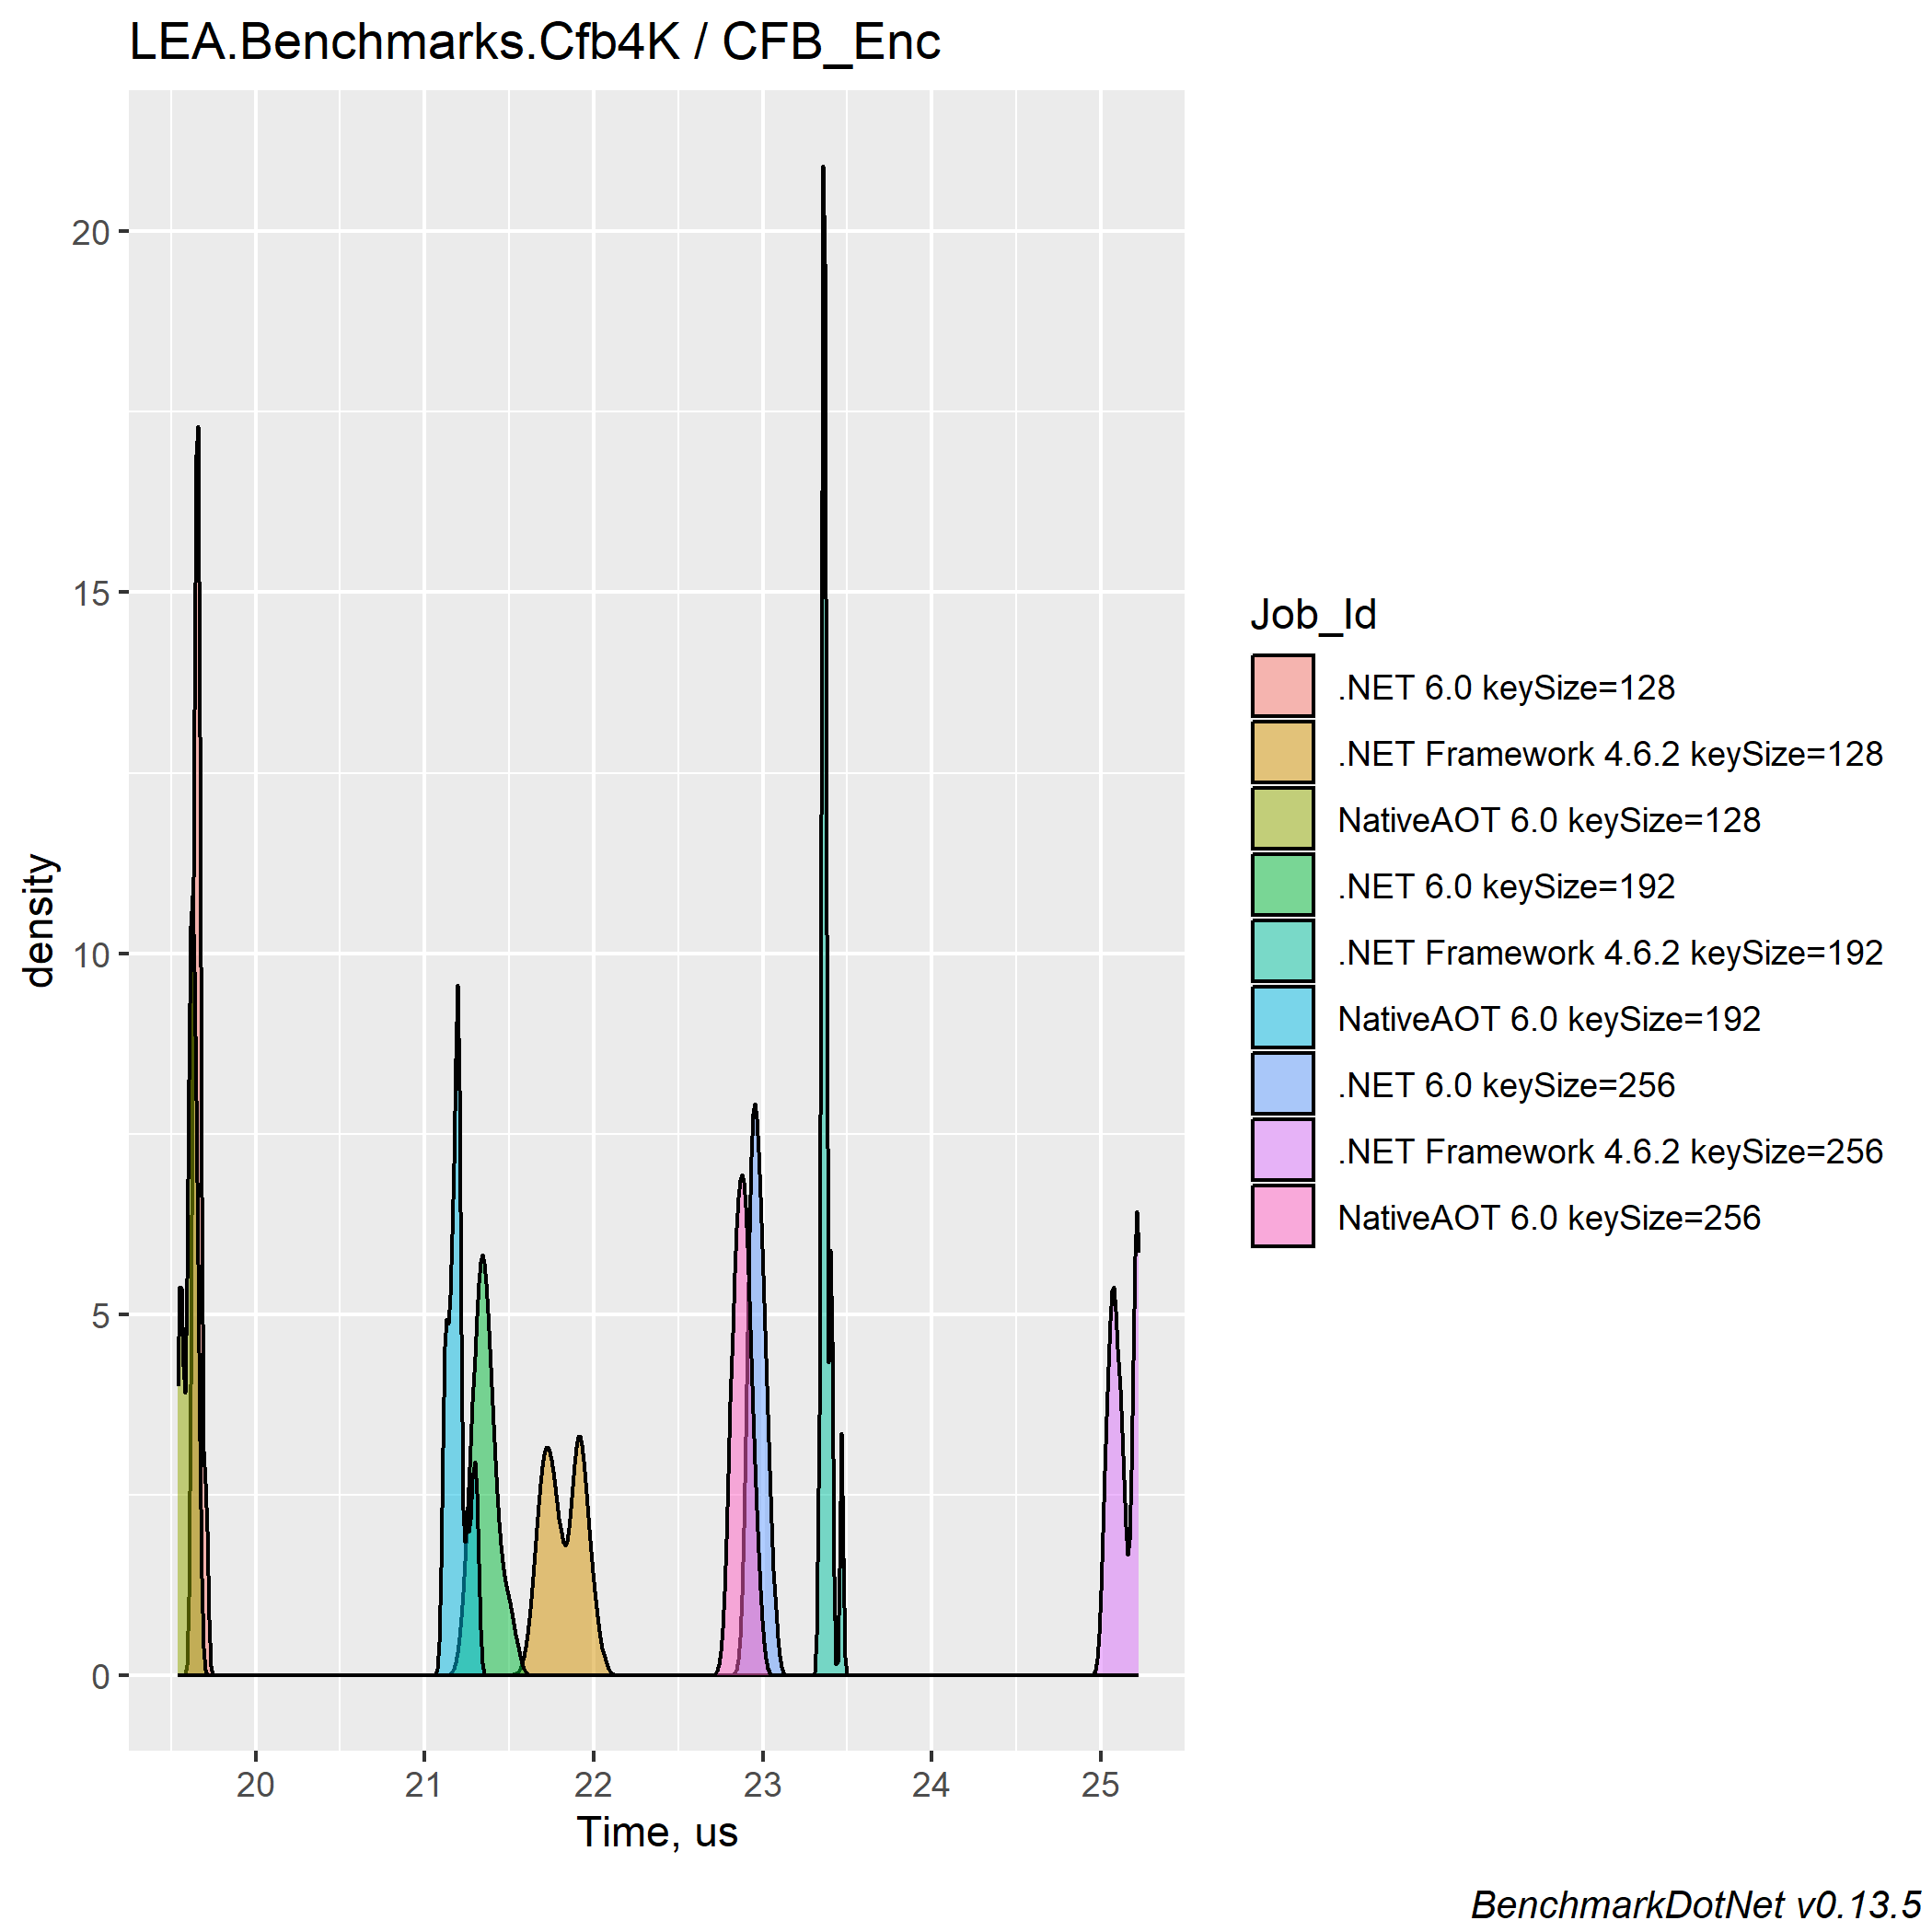 LEA.Benchmarks.Cfb4K / CFB_Enc
20
15
10
5
0
density
20 21 22 23 24 25
Time, us
Job_Id
.NET 6.0 keySize=128
.NET Framework 4.6.2 keySize=128
NativeAOT 6.0 keySize=128
.NET 6.0 keySize=192
.NET Framework 4.6.2 keySize=192
NativeAOT 6.0 keySize=192
.NET 6.0 keySize=256
.NET Framework 4.6.2 keySize=256
NativeAOT 6.0 keySize=256
BenchmarkDotNet v0.13.5